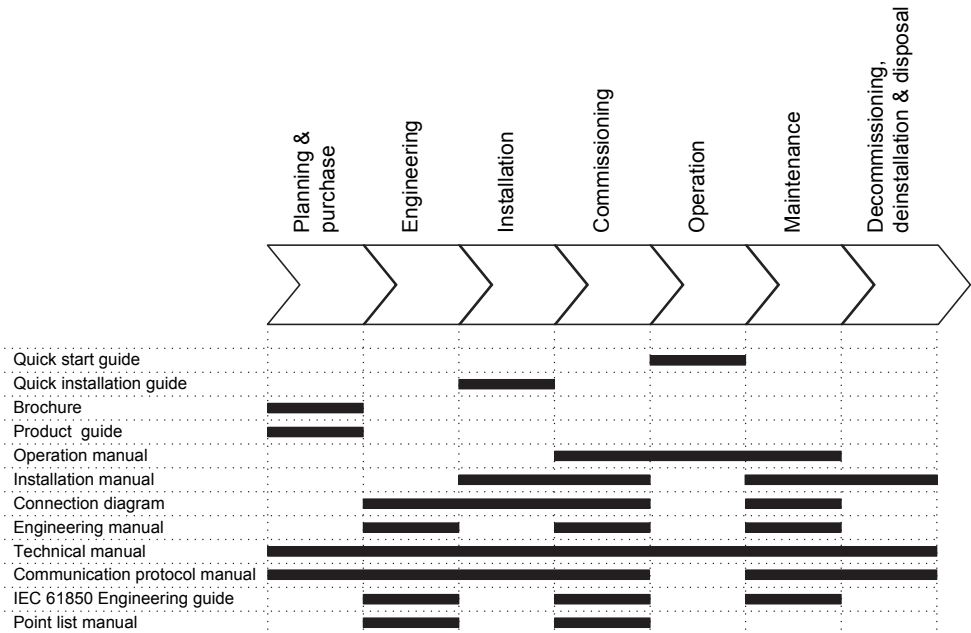 Planning &
purchase
Engineering
Installation
Commissioning
Operation
Maintenance
Decommissioning,
deinstallation & disposal
Quick start guide
Quick installation guide
Brochure
Product guide
Operation manual
Installation manual
Connection diagram
Engineering manual
Technical manual
Communication protocol manual
IEC 61850 Engineering guide
Point list manual